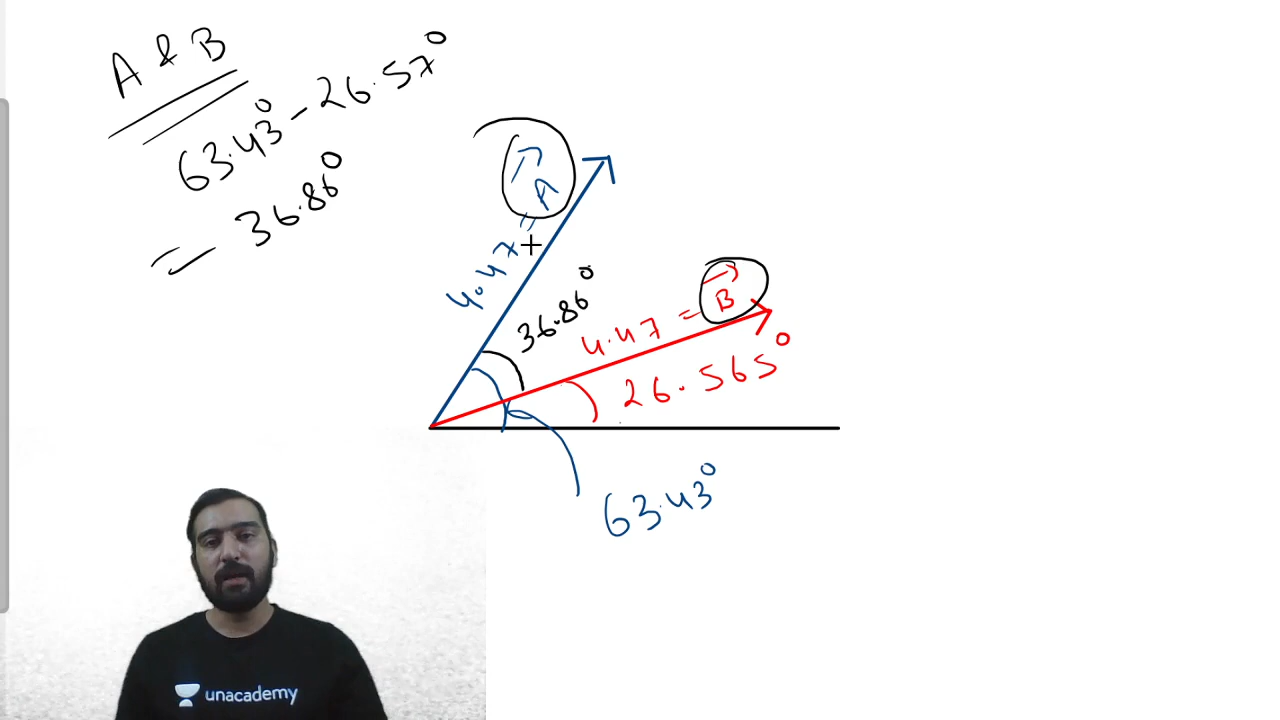 A & B
63.43° - 26.57°
= 36.86°
4.47 = A
36.86°
4.47 = B
26.565°
63.43°
unacademy